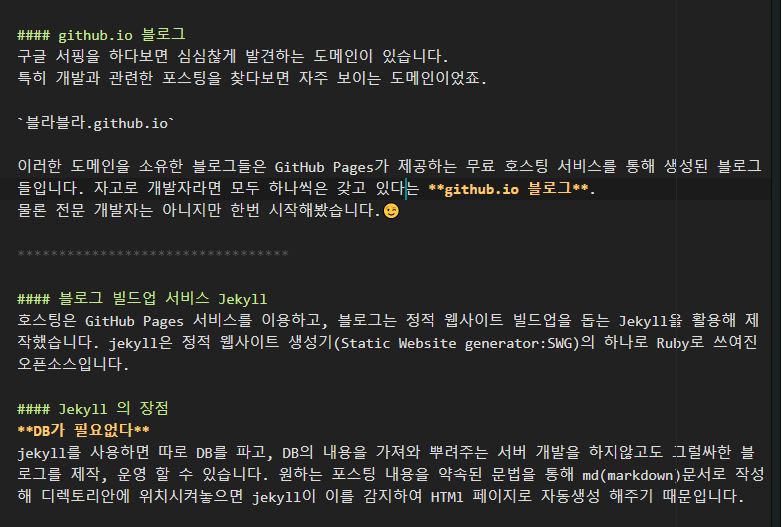 #### github.io 블로그
구글 서핑을 하다보면 심심찮게 발견하는 도메인이 있습니다.
특히 개발과 관련한 포스팅을 찾다보면 자주 보이는 도메인이었죠.
`블라블라.github.io`
이러한 도메인을 소유한 블로그들은 GitHub Pages가 제공하는 무료 호스팅 서비스를 통해 생성된 블로그
들입니다. 자고로 개발자라면 모두 하나씩은 갖고 있다는 **github.io 블로그**.
물론 전문 개발자는 아니지만 한번 시작해봤습니다.😉
*********************************
#### 블로그 빌드업 서비스 Jekyll
호스팅은 GitHub Pages 서비스를 이용하고, 블로그는 정적 웹사이트 빌드업을 돕는 Jekyll을 활용해 제
작했습니다. jekyll은 정적 웹사이트 생성기(Static Website generator:SWG)의 하나로 Ruby로 쓰여진
오픈소스입니다.
#### Jekyll 의 장점
**DB가 필요없다**
jekyll를 사용하면 따로 DB를 파고, DB의 내용을 가져와 뿌려주는 서버 개발을 하지않고도 그럴싸한 블
로그를 제작, 운영 할 수 있습니다. 원하는 포스팅 내용을 약속된 문법을 통해 md(markdown)문서로 작성
해 디렉토리안에 위치시켜놓으면 jekyll이 이를 감지하여 HTMl 페이지로 자동생성 해주기 때문입니다.